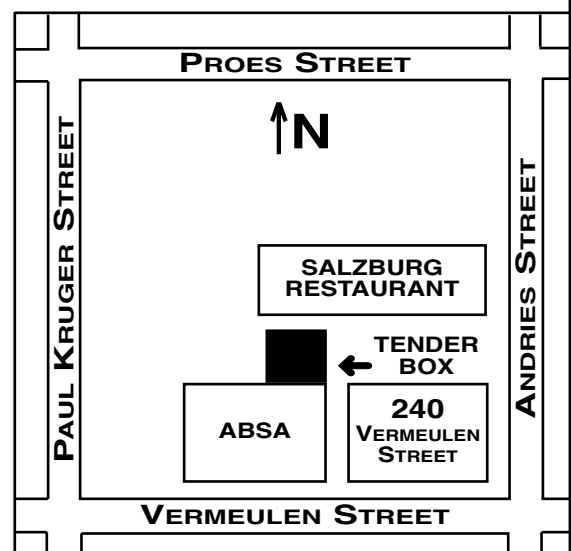 PROES STREET
N
PAUL KRUGER STREET
ANDRIES STREET
SALZBURG
RESTAURANT
TENDER
BOX
ABSA
240
VERMEULEN
STREET
VERMEULEN STREET